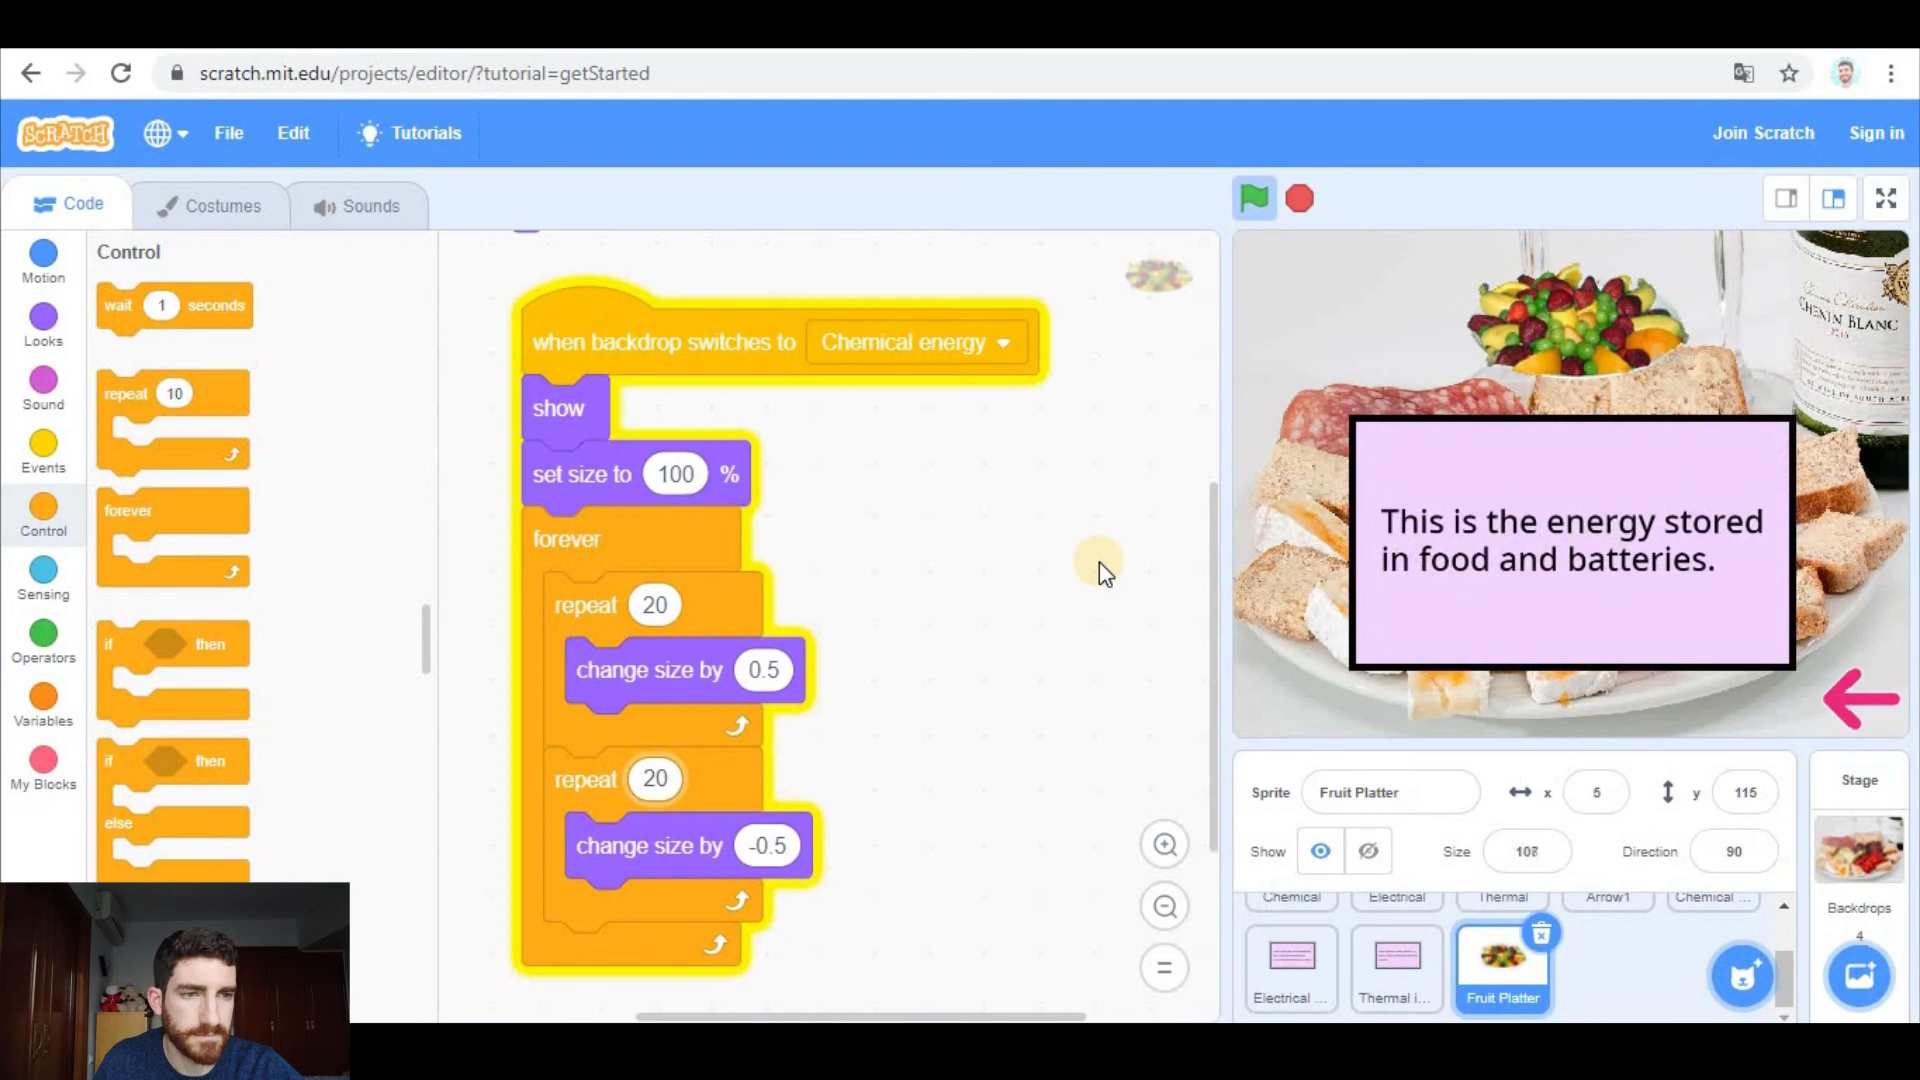 scratch.mit.edu/projects/editor/?tutorial=getStarted
SCRATCH
File
Edit
Tutorials
Join Scratch
Sign in
Code
Costumes
Sounds
Motion
Looks
Sound
Events
Control
Sensing
Operators
Variables
My Blocks
Control
wait 1 seconds
repeat 10
forever
if then
if then
else
when backdrop switches to Chemical energy
show
set size to 100 %
forever
repeat 20
change size by 0.5
repeat 20
change size by -0.5
CHENIN BLANC
This is the energy stored
in food and batteries.
Sprite Fruit Platter x 5 y 115
Show Size 108 Direction 90
Stage
Backdrops
4
Chemical Electrical Thermal Arrow1 Chemical ...
Electrical ... Thermal i... Fruit Platter